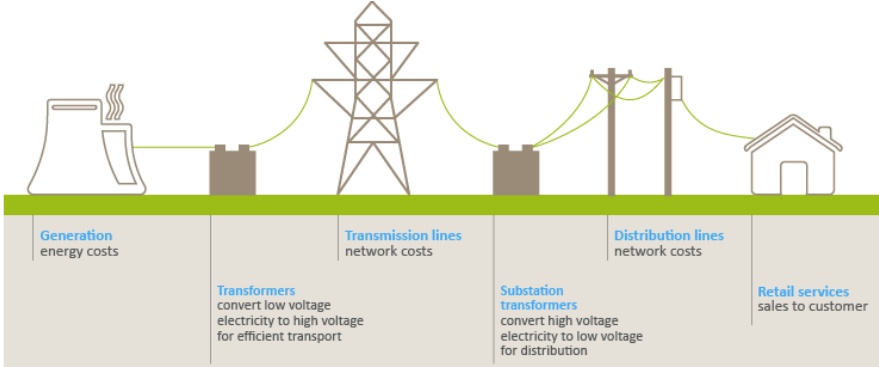 Generation
energy costs
Transformers
convert low voltage
electricity to high voltage
for efficient transport
Transmission lines
network costs
Substation
transformers
convert high voltage
electricity to low voltage
for distribution
Distribution lines
network costs
Retail services
sales to customer